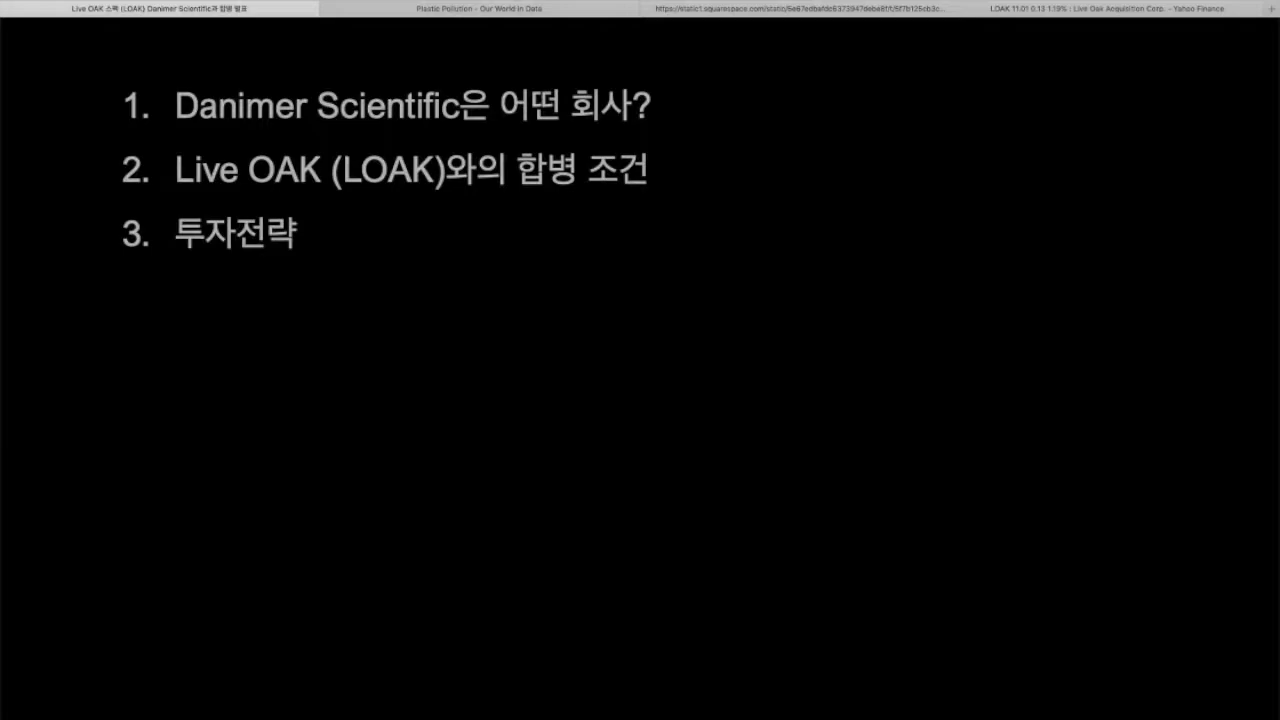 Live OAK 스팩 (LOAK) Danimer Scientific과 합병 발표
Plastic Pollution - Our World in Data
LOAK 11.01 0.13 1.19% : Live Oak Acquisition Corp. - Yahoo Finance
1. Danimer Scientific은 어떤 회사?
2. Live OAK (LOAK)와의 합병 조건
3. 투자전략